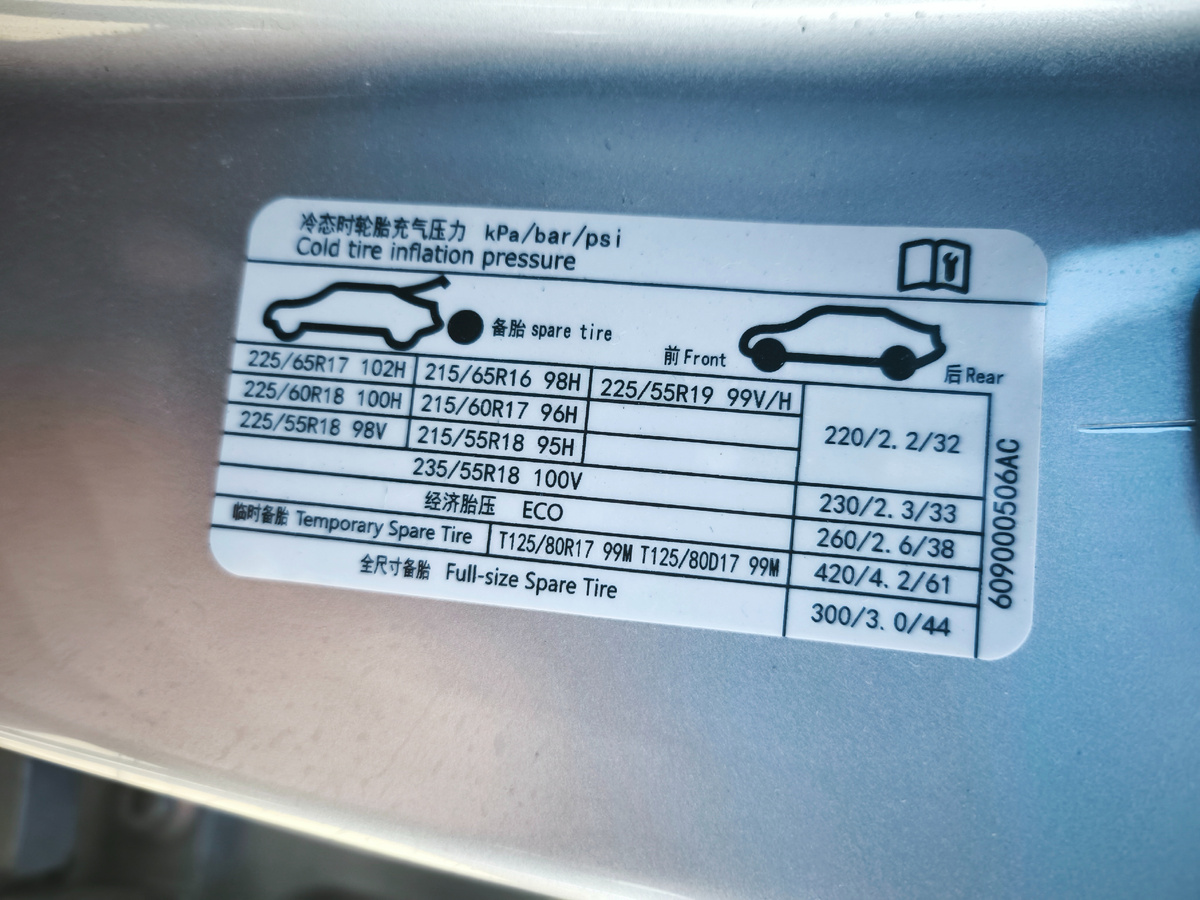 冷态时轮胎充气压力 kPa/bar/psi
Cold tire inflation pressure
备胎 spare tire
前 Front
后 Rear
225/65R17 102H 215/65R16 98H 225/55R19 99V/H
225/60R18 100H 215/60R17 96H 220/2.2/32
225/55R18 98V 215/55R18 95H
235/55R18 100V 230/2.3/33
经济胎压 ECO 260/2.6/38
临时备胎 Temporary Spare Tire T125/80R17 99M T125/80D17 99M 420/4.2/61
全尺寸备胎 Full-size Spare Tire 300/3.0/44
609000506AC